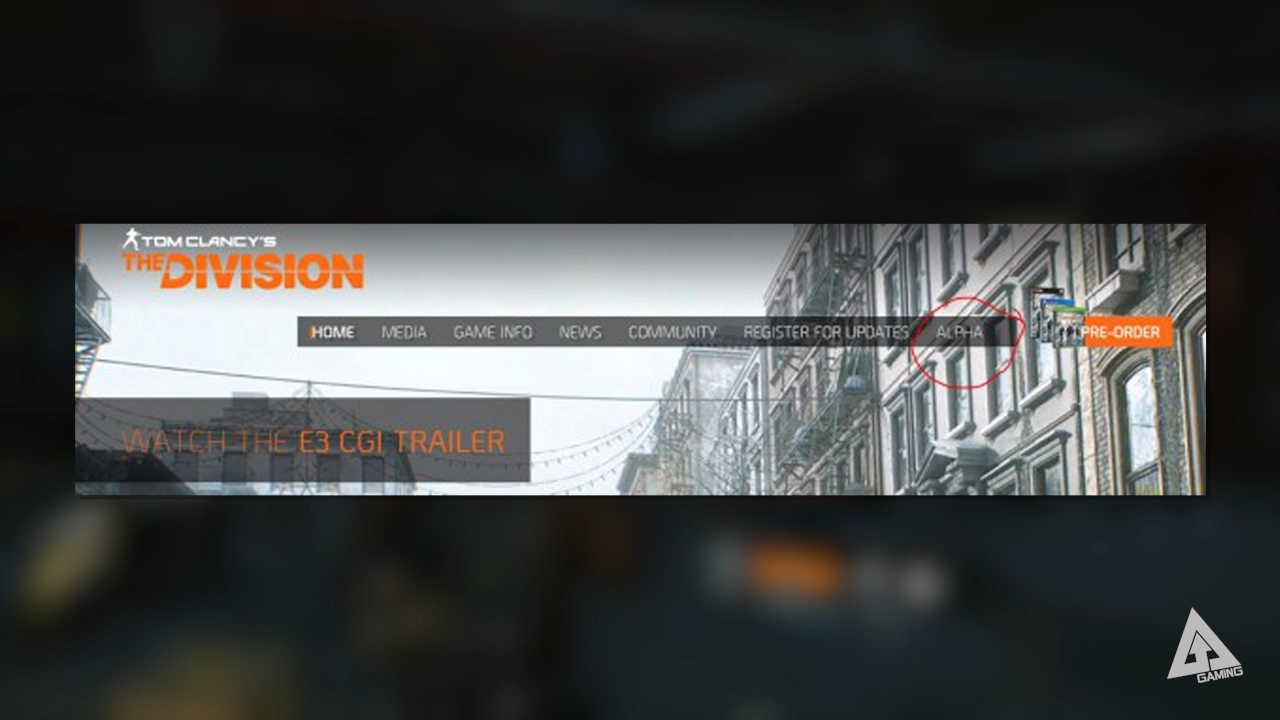 TOM CLANCY'S
THE DIVISION
HOME MEDIA GAME INFO NEWS COMMUNITY REGISTER FOR UPDATES ALPHA PRE-ORDER
WATCH THE E3 CGI TRAILER
GAMING